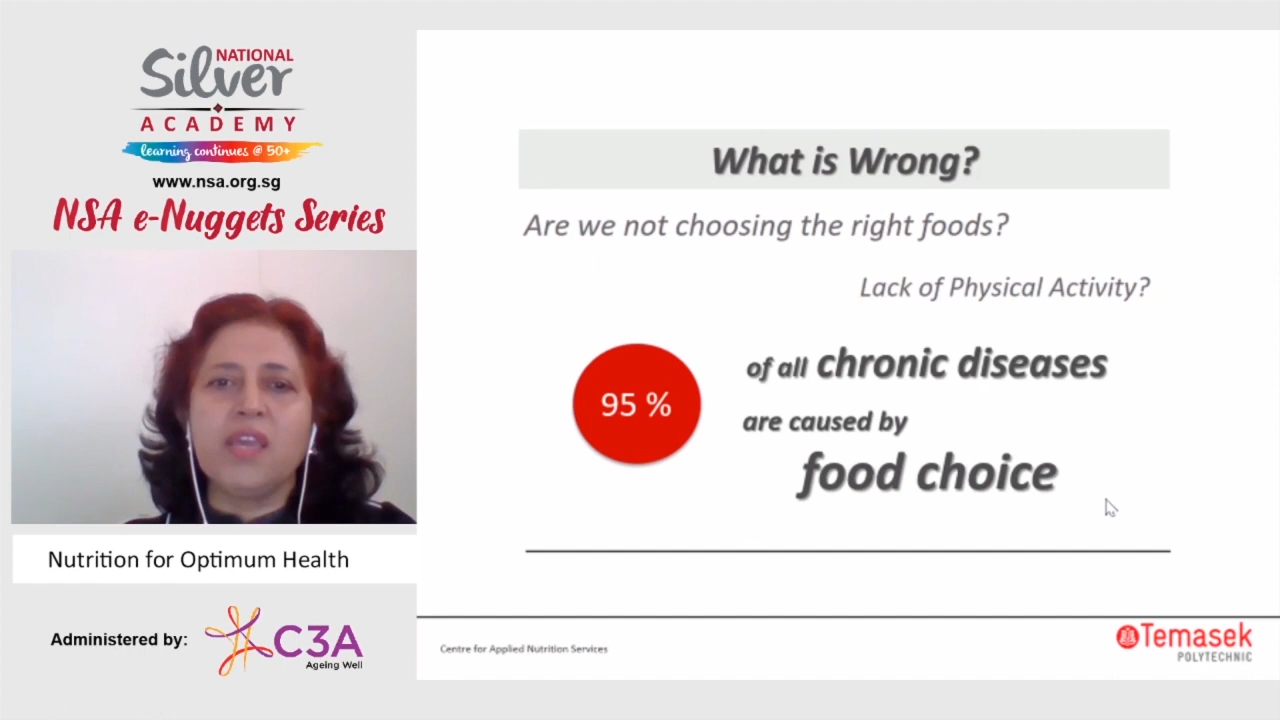 NATIONAL
Silver
ACADEMY
learning continues @ 50+
www.nsa.org.sg
NSA e-Nuggets Series
Nutrition for Optimum Health
Administered by:
C3A
Ageing Well
What is Wrong?
Are we not choosing the right foods?
Lack of Physical Activity?
95 %
of all chronic diseases
are caused by
food choice
Centre for Applied Nutrition Services
Temasek
POLYTECHNIC